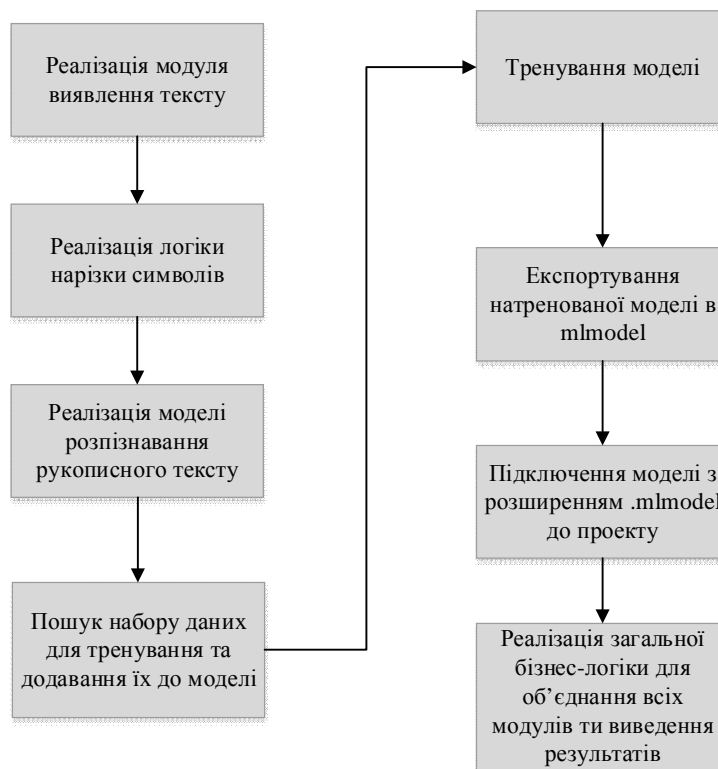 Реалізація модуля
виявлення тексту
Реалізація логіки
нарізки символів
Реалізація моделі
розпізнавання
рукописного тексту
Пошук набору даних
для тренування та
додавання їх до моделі
Тренування моделі
Експортування
натренованої моделі в
mlmodel
Підключення моделі з
розширенням .mlmodel
до проекту
Реалізація загальної
бізнес-логіки для
об’єднання всіх
модулів ти виведення
результатів